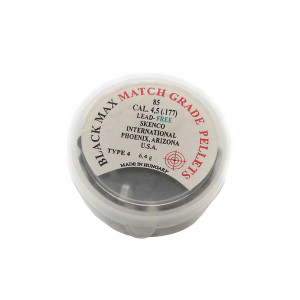 BLACK MAX MATCH GRADE PELLETS
85
CAL. 4,5 (.177)
LEAD-FREE
SKENCO
INTERNATIONAL
PHOENIX, ARIZONA
U.S.A.
TYPE 4 6,4 g
MADE IN HUNGARY